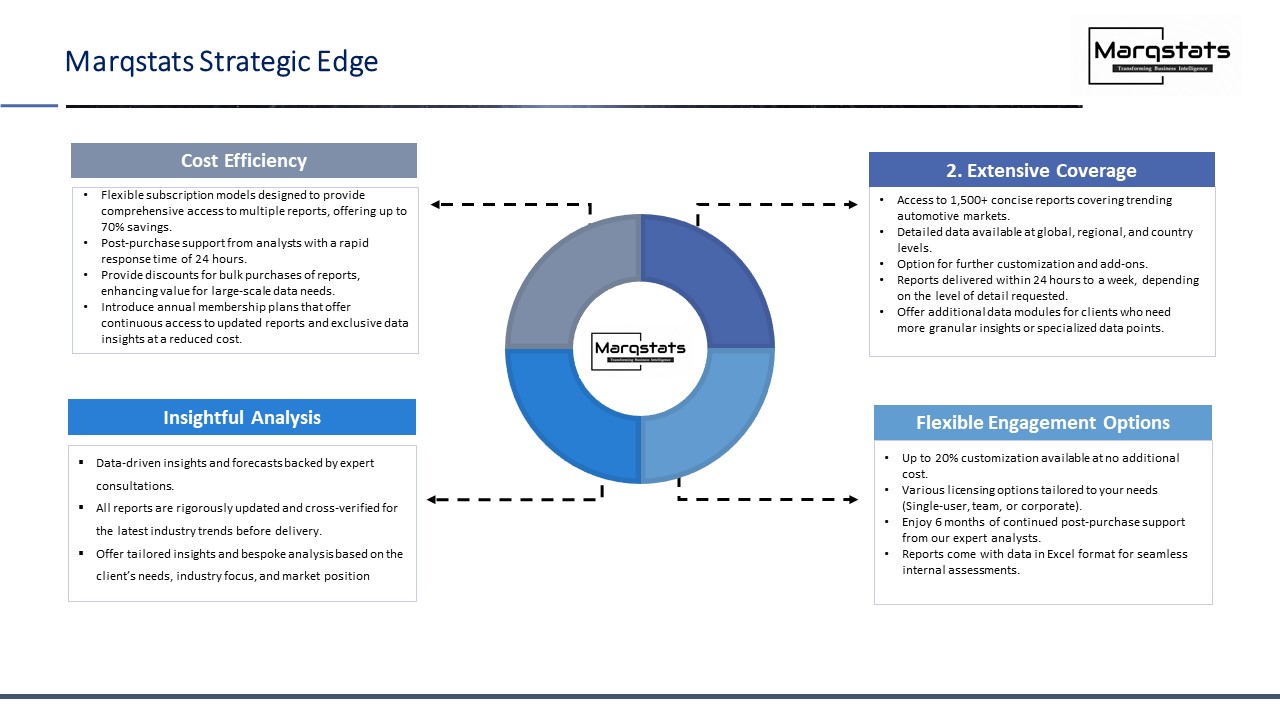 Marqstats Strategic Edge
Marqstats
Transforming Business Intelligence
Cost Efficiency
• Flexible subscription models designed to provide
comprehensive access to multiple reports, offering up to
70% savings.
• Post-purchase support from analysts with a rapid
response time of 24 hours.
• Provide discounts for bulk purchases of reports,
enhancing value for large-scale data needs.
• Introduce annual membership plans that offer
continuous access to updated reports and exclusive data
insights at a reduced cost.
2. Extensive Coverage
• Access to 1,500+ concise reports covering trending
automotive markets.
• Detailed data available at global, regional, and country
levels.
• Option for further customization and add-ons.
• Reports delivered within 24 hours to a week, depending
on the level of detail requested.
• Offer additional data modules for clients who need
more granular insights or specialized data points.
Marqstats
Transforming Business Intelligence
Insightful Analysis
▪ Data-driven insights and forecasts backed by expert
consultations.
▪ All reports are rigorously updated and cross-verified for
the latest industry trends before delivery.
▪ Offer tailored insights and bespoke analysis based on the
client’s needs, industry focus, and market position
Flexible Engagement Options
• Up to 20% customization available at no additional
cost.
• Various licensing options tailored to your needs
(Single-user, team, or corporate).
• Enjoy 6 months of continued post-purchase support
from our expert analysts.
• Reports come with data in Excel format for seamless
internal assessments.